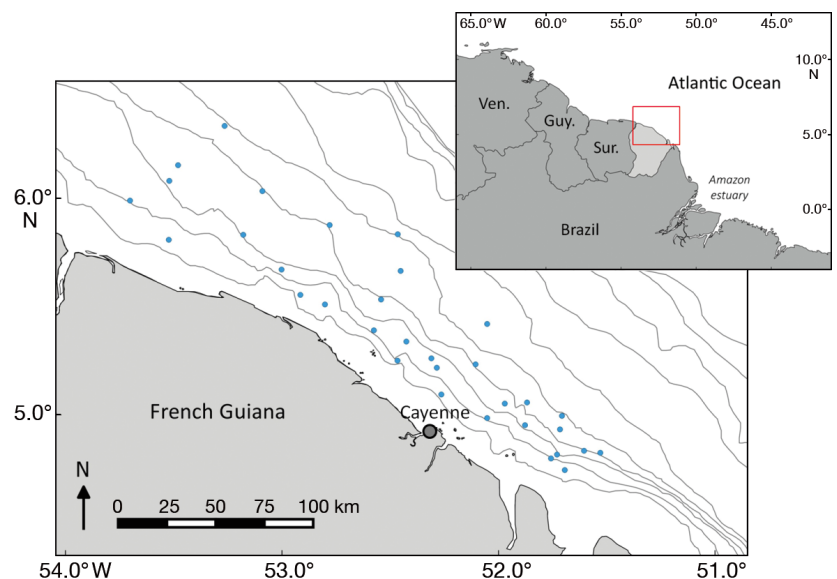 65.0°W 60.0° 55.0° 50.0° 45.0°
10.0°
N
Atlantic Ocean
Ven.
Guy.
5.0°
Sur.
Amazon
estuary
0.0°
Brazil
6.0°
N
French Guiana
Cayenne
5.0°
N
0 25 50 75 100 km
54.0°W 53.0° 52.0° 51.0°